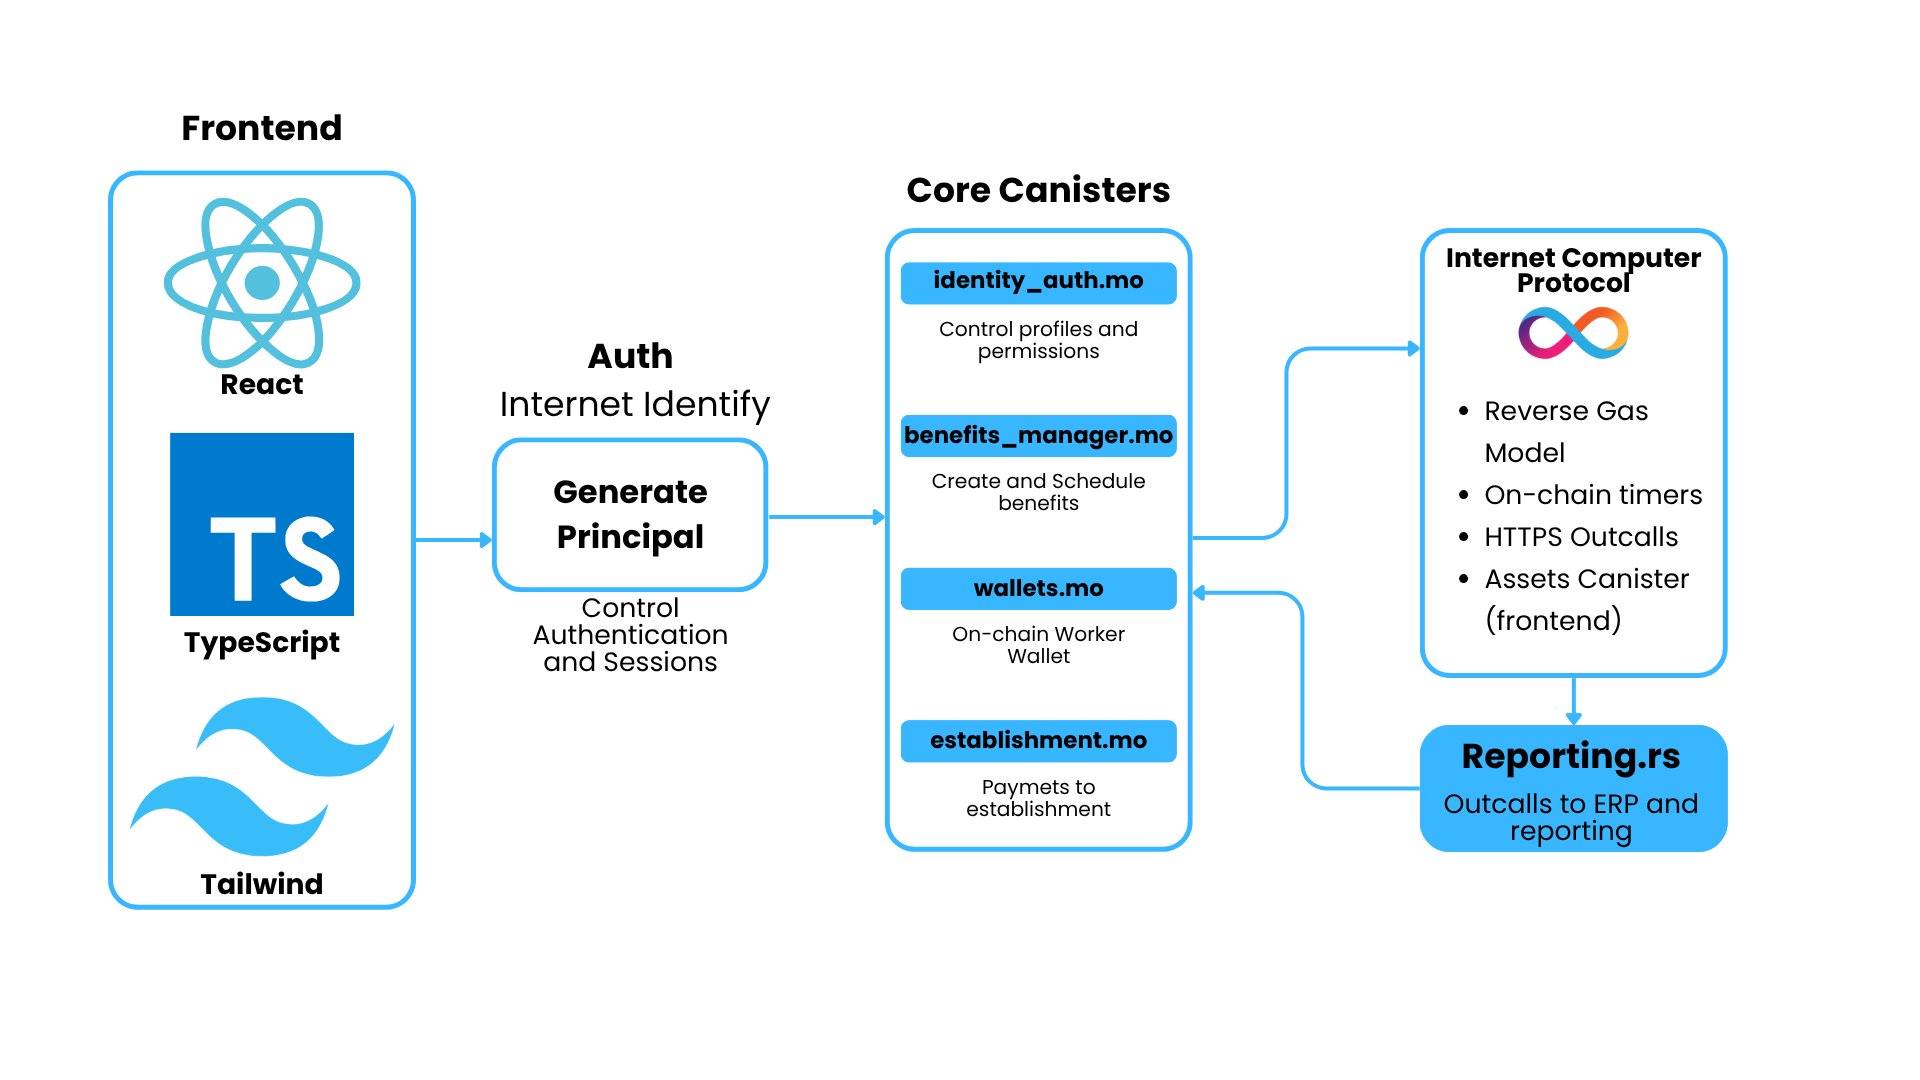 Frontend
React
TS
TypeScript
Tailwind
Auth
Internet Identify
Generate
Principal
Control
Authentication
and Sessions
Core Canisters
identity_auth.mo
Control profiles and
permissions
benefits_manager.mo
Create and Schedule
benefits
wallets.mo
On-chain Worker
Wallet
establishment.mo
Paymets to
establishment
Internet Computer
Protocol
• Reverse Gas
Model
• On-chain timers
• HTTPS Outcalls
• Assets Canister
(frontend)
Reporting.rs
Outcalls to ERP and
reporting